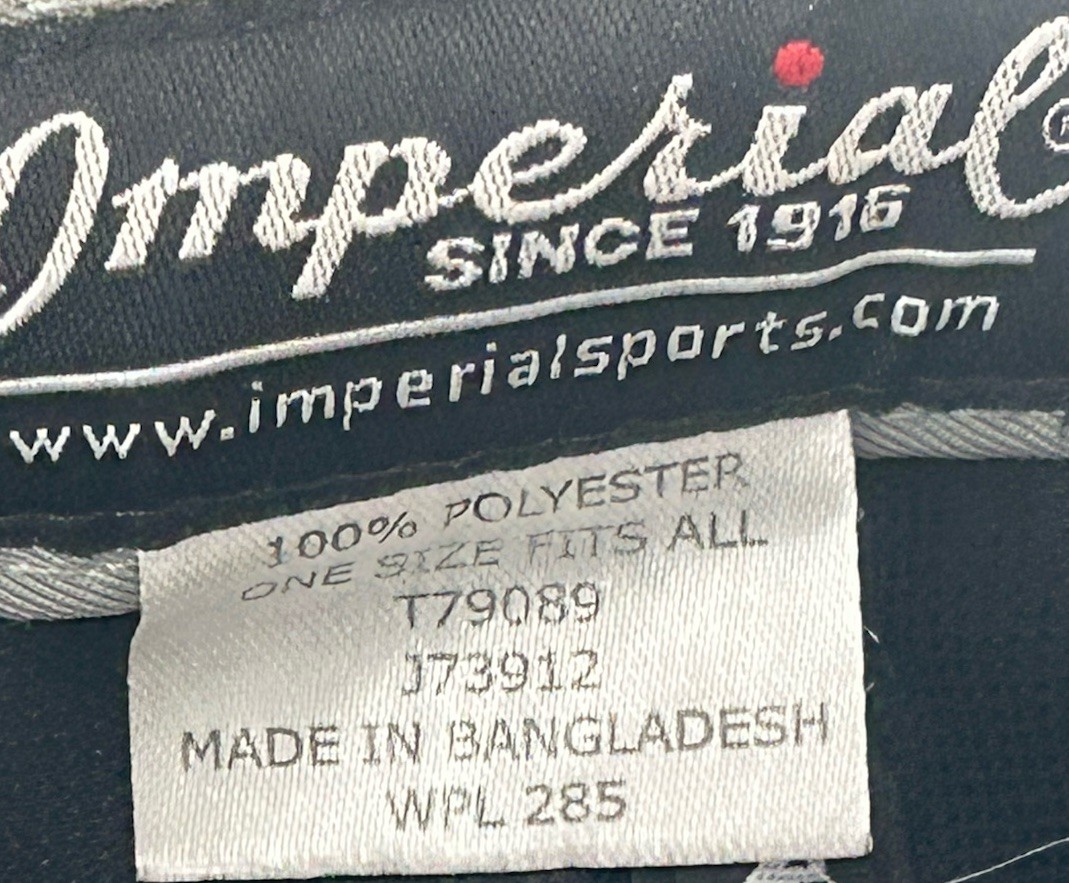 Imperial®
SINCE 1916
www.imperialsports.com
100% POLYESTER
ONE SIZE FITS ALL
T79089
J73912
MADE IN BANGLADESH
WPL 285